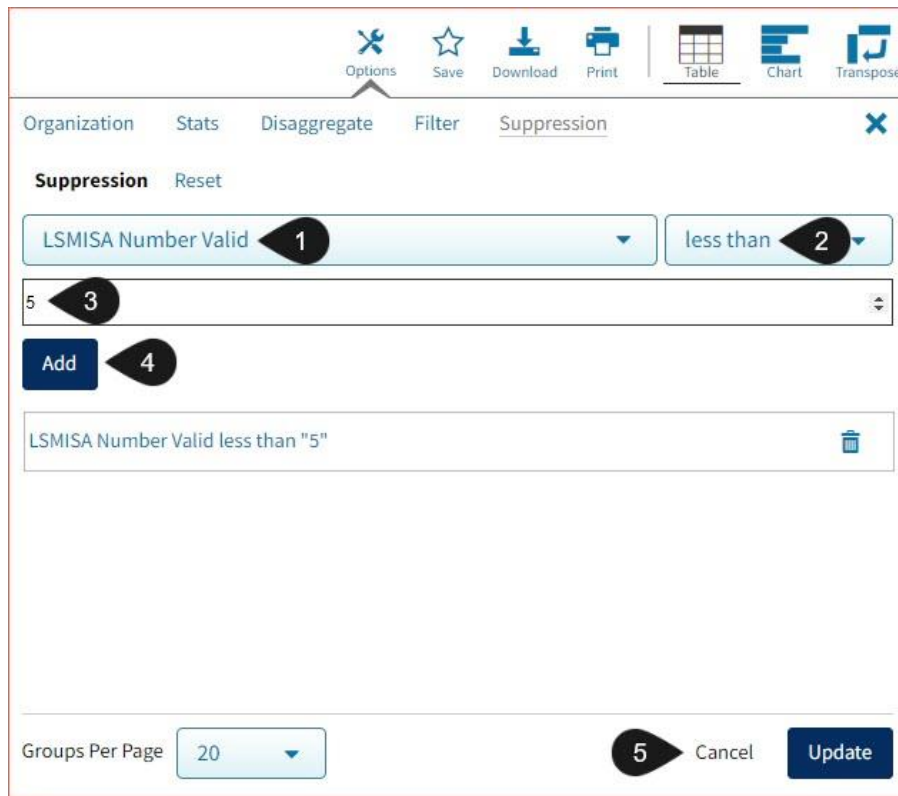 Options Save Download Print Table Chart Transpose
Organization Stats Disaggregate Filter Suppression
Suppression Reset
LSMISA Number Valid 1 less than 2
5 3
Add 4
LSMISA Number Valid less than "5"
Groups Per Page 20 5 Cancel Update